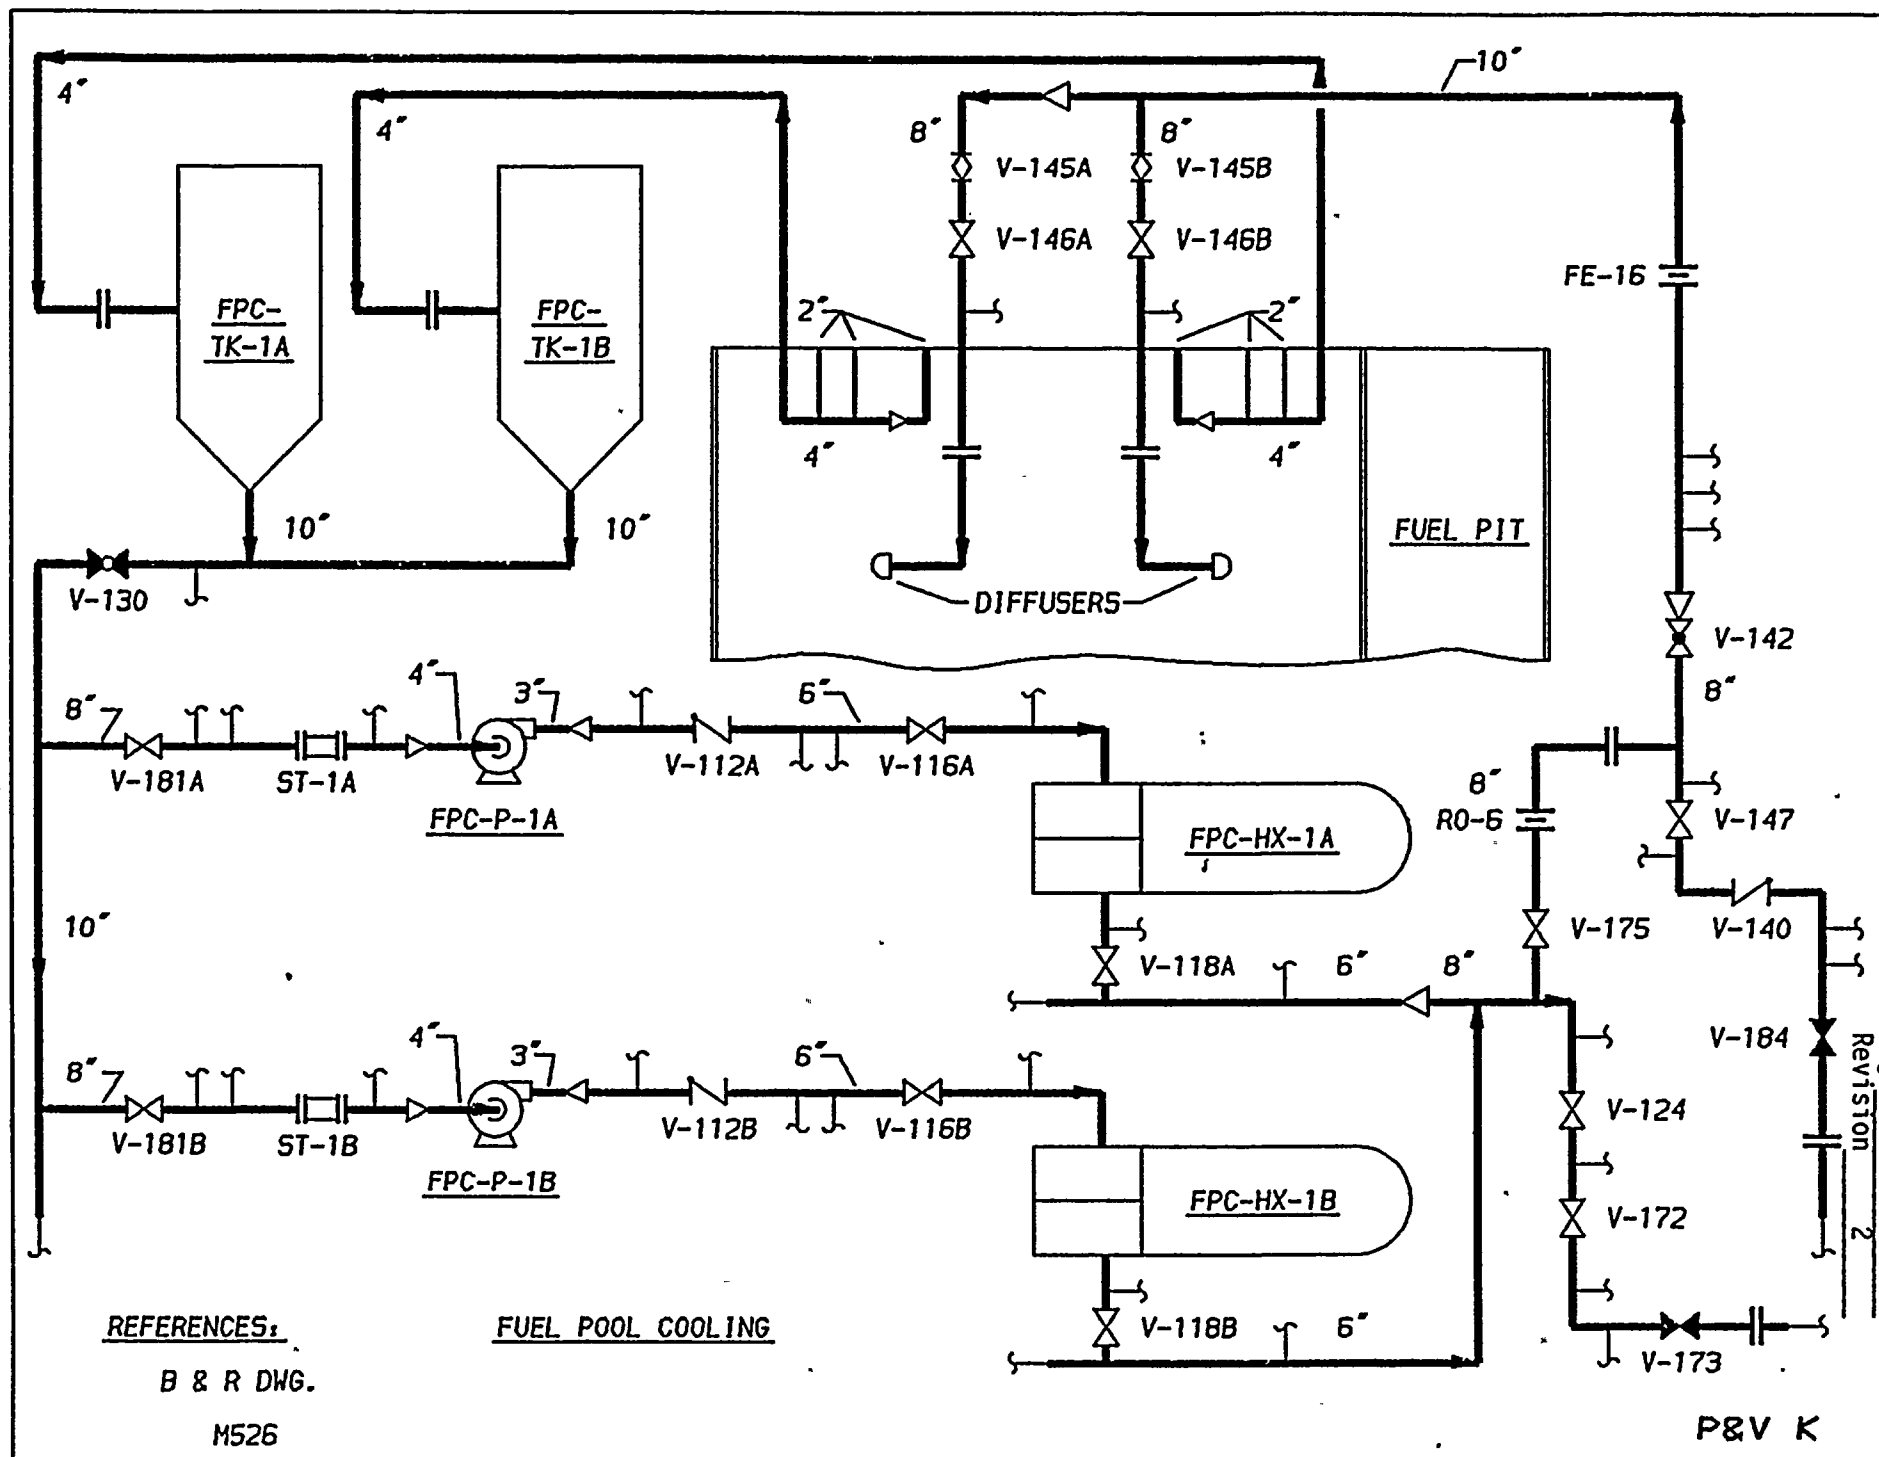 10"
4"
4"
8"
8"
V-145A
V-145B
V-146A
V-146B
FE-16
FPC-
TK-1A
FPC-
TK-1B
2"
2"
4"
4"
10"
10"
FUEL PIT
V-130
DIFFUSERS
V-142
8"
8"
4"
3"
6"
V-181A
ST-1A
V-112A
V-116A
FPC-P-1A
8"
RO-6
V-147
FPC-HX-1A
10"
V-175
V-140
V-118A
6"
8"
V-184
Revision 2
8"
4"
3"
6"
V-124
V-181B
ST-1B
V-112B
V-116B
FPC-P-1B
FPC-HX-1B
V-172
REFERENCES:
FUEL POOL COOLING
V-118B
6"
V-173
B & R DWG.
M526
P&V K